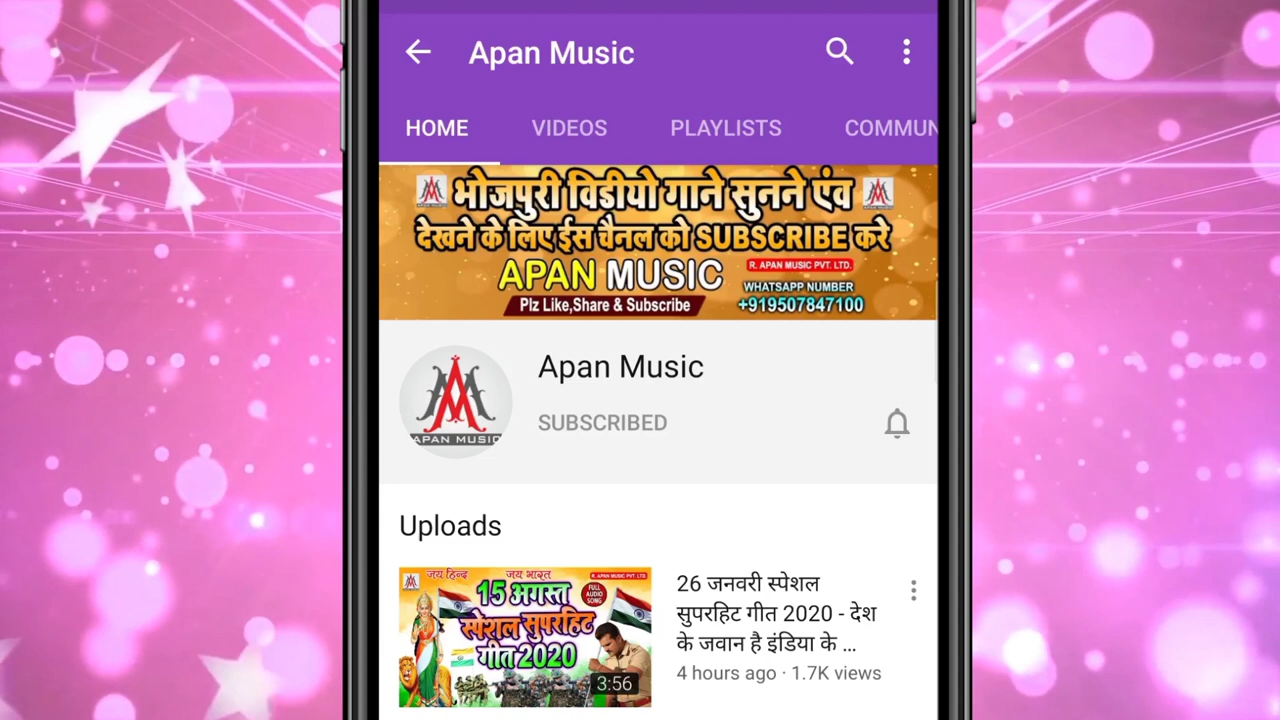 Apan Music
HOME VIDEOS PLAYLISTS COMMUN
भोजपुरी विडीयो गाने सुनने एंव
देखने के लिए ईस चैनल को SUBSCRIBE करे
APAN MUSIC
R. APAN MUSIC PVT. LTD.
WHATSAPP NUMBER
+919507847100
Plz Like,Share & Subscribe
Apan Music
SUBSCRIBED
APAN MUSIC
Uploads
जय हिन्द जय भारत
R. APAN MUSIC PVT. LTD
15 अगस्त
FULL AUDIO SONG
स्पेशल सुपरहिट
गीत 2020
3:56
26 जनवरी स्पेशल
सुपरहिट गीत 2020 - देश
के जवान है इंडिया के ...
4 hours ago · 1.7K views